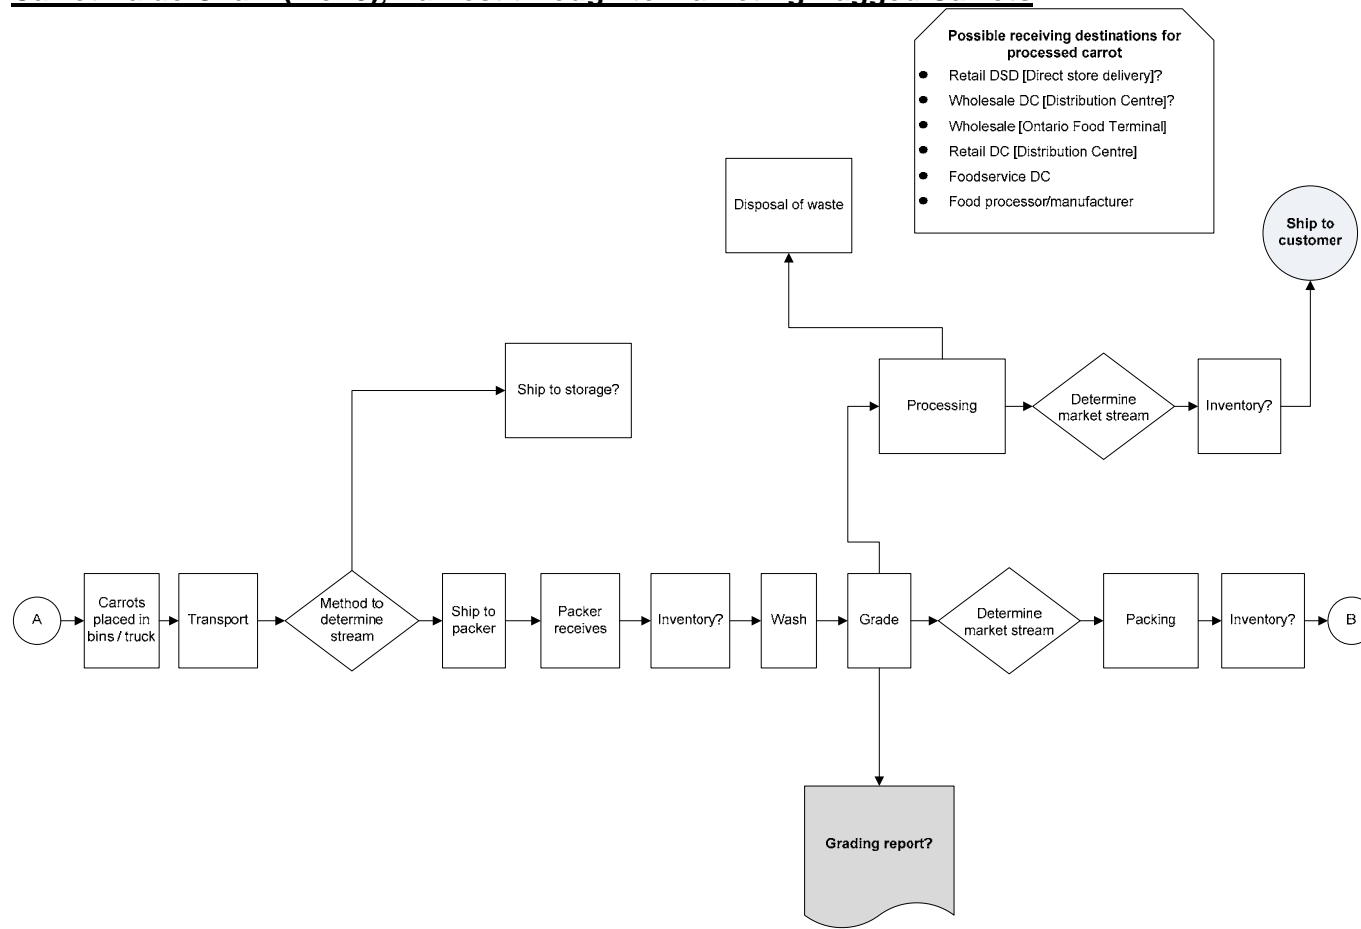 Possible receiving destinations for
processed carrot
Retail DSD [Direct store delivery]?
Wholesale DC [Distribution Centre]?
Wholesale [Ontario Food Terminal]
Retail DC [Distribution Centre]
Foodservice DC
Food processor/manufacturer
Disposal of waste
Ship to
customer
Ship to storage?
Processing
Determine
market stream
Inventory?
A
Carrots
placed in
bins / truck
Transport
Method to
determine
stream
Ship to
packer
Packer
receives
Inventory?
Wash
Grade
Determine
market stream
Packing
Inventory?
B
Grading report?